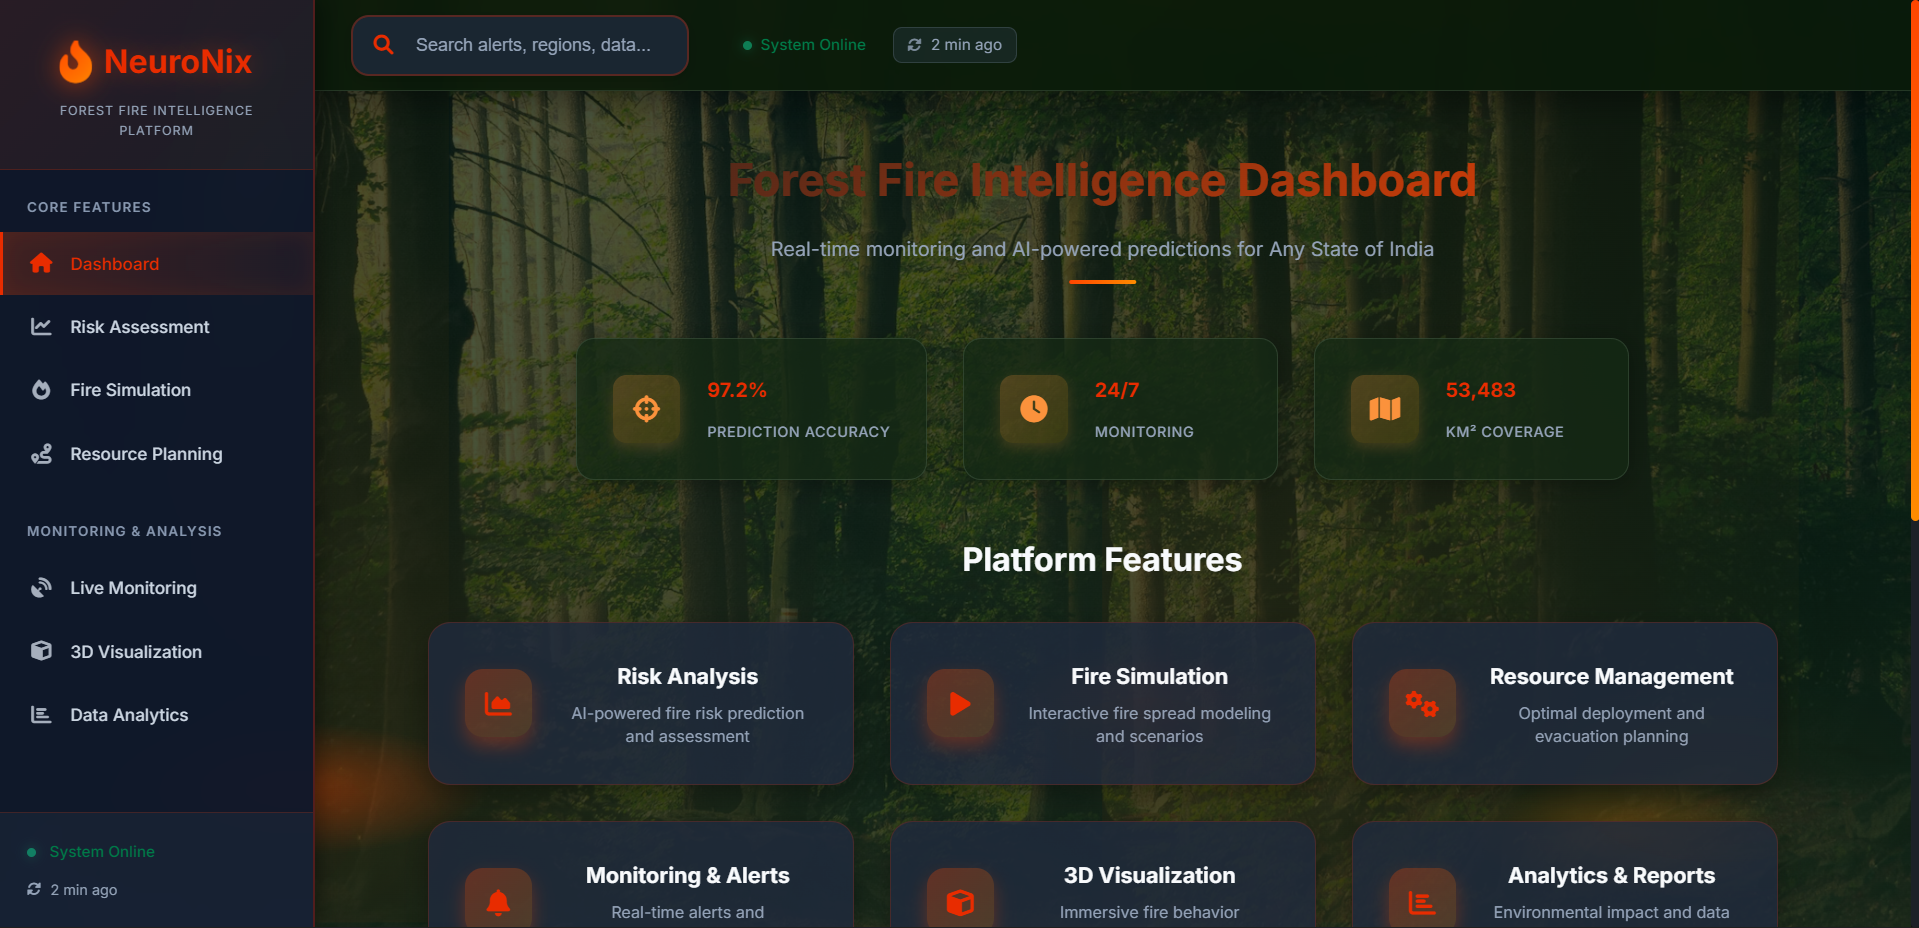 NeuroNix
FOREST FIRE INTELLIGENCE
PLATFORM
CORE FEATURES
Dashboard
Risk Assessment
Fire Simulation
Resource Planning
MONITORING & ANALYSIS
Live Monitoring
3D Visualization
Data Analytics
System Online
2 min ago
Search alerts, regions, data...
System Online
2 min ago
Forest Fire Intelligence Dashboard
Real-time monitoring and AI-powered predictions for Any State of India
97.2%
PREDICTION ACCURACY
24/7
MONITORING
53,483
KM² COVERAGE
Platform Features
Risk Analysis
AI-powered fire risk prediction
and assessment
Fire Simulation
Interactive fire spread modeling
and scenarios
Resource Management
Optimal deployment and
evacuation planning
Monitoring & Alerts
Real-time alerts and
3D Visualization
Immersive fire behavior
Analytics & Reports
Environmental impact and data